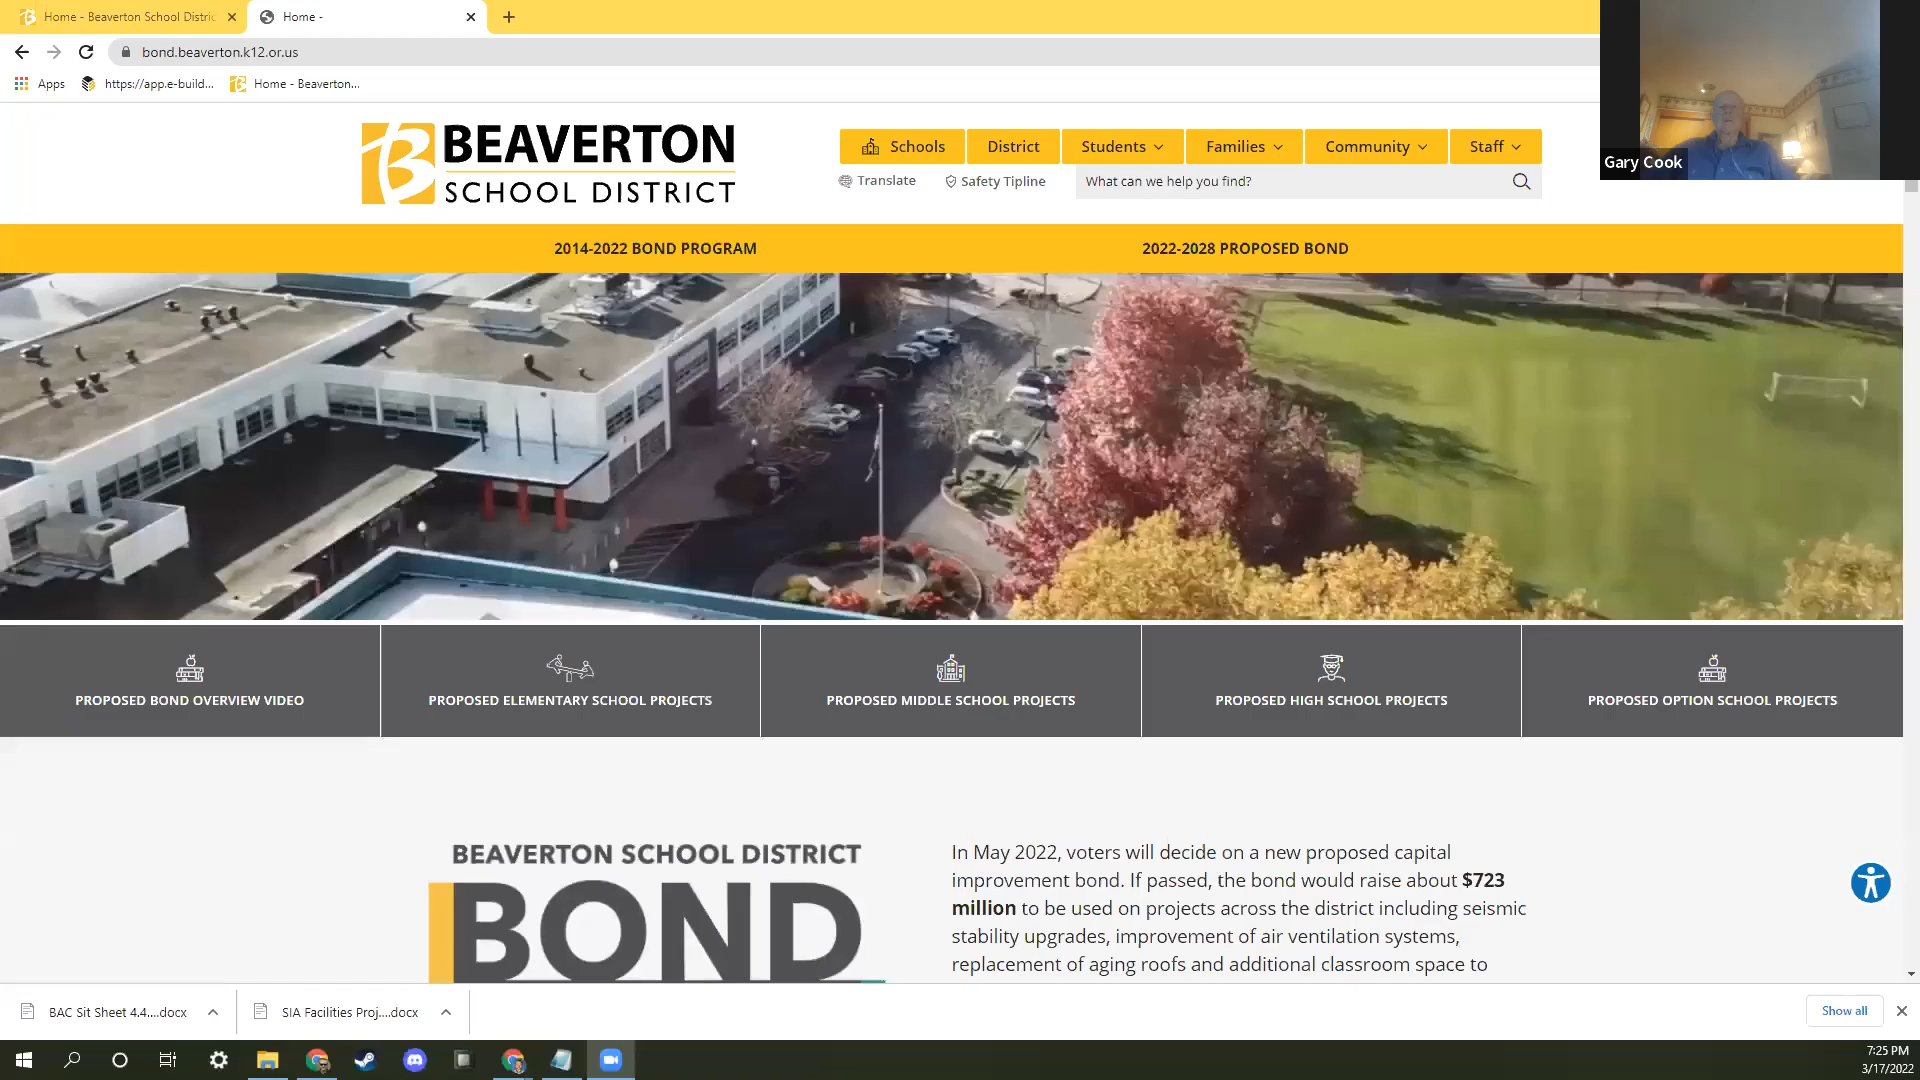 Home - Beaverton School Distric
Home -
bond.beaverton.k12.or.us
Apps
https://app.e-build...
Home - Beaverton...
BEAVERTON
SCHOOL DISTRICT
Schools
District
Students
Families
Community
Staff
Translate
Safety Tipline
What can we help you find?
Gary Cook
2014-2022 BOND PROGRAM
2022-2028 PROPOSED BOND
PROPOSED BOND OVERVIEW VIDEO
PROPOSED ELEMENTARY SCHOOL PROJECTS
PROPOSED MIDDLE SCHOOL PROJECTS
PROPOSED HIGH SCHOOL PROJECTS
PROPOSED OPTION SCHOOL PROJECTS
BEAVERTON SCHOOL DISTRICT
BOND
In May 2022, voters will decide on a new proposed capital
improvement bond. If passed, the bond would raise about $723
million to be used on projects across the district including seismic
stability upgrades, improvement of air ventilation systems,
replacement of aging roofs and additional classroom space to
BAC Sit Sheet 4.4....docx
SIA Facilities Proj....docx
Show all
7:25 PM
3/17/2022